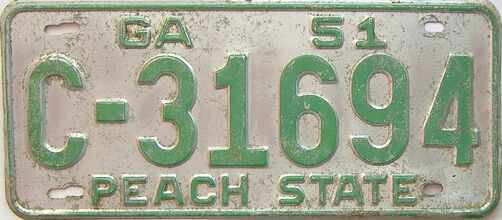 GA 51
C-31694
PEACH STATE